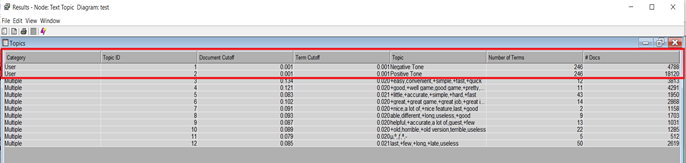 Results - Node: Text Topic Diagram: test
File Edit View Window
Topics
Category Topic ID Document Cutoff Term Cutoff Topic Number of Terms # Docs
User 1 0.001 0.001 Negative Tone 246 4788
User 2 0.001 0.001 Positive Tone 246 18120
Multiple 3 0.134 0.020 +easy,convenient,+simple,+fast,+quick 12 3813
Multiple 4 0.121 0.020 +good,+well game,good game,+pretty,... 11 4291
Multiple 5 0.083 0.021 +little,+accurate,+simple,+hard,+fast 43 1950
Multiple 6 0.102 0.020 +great,+great game,+great job,+great i... 14 2868
Multiple 7 0.091 0.020 +nice,a lot of,+nice feature,last,+good 2 1158
Multiple 8 0.093 0.020 able,different,+long,useless,+good 9 1703
Multiple 9 0.087 0.020 helpful,+accurate,a lot of,guest,+few 13 1031
Multiple 10 0.089 0.020 +old,horrible,+old version,terrible,useless 22 1285
Multiple 11 0.079 0.020 5 512
Multiple 12 0.085 0.021 last,+few,+long,+late,useless 50 2619